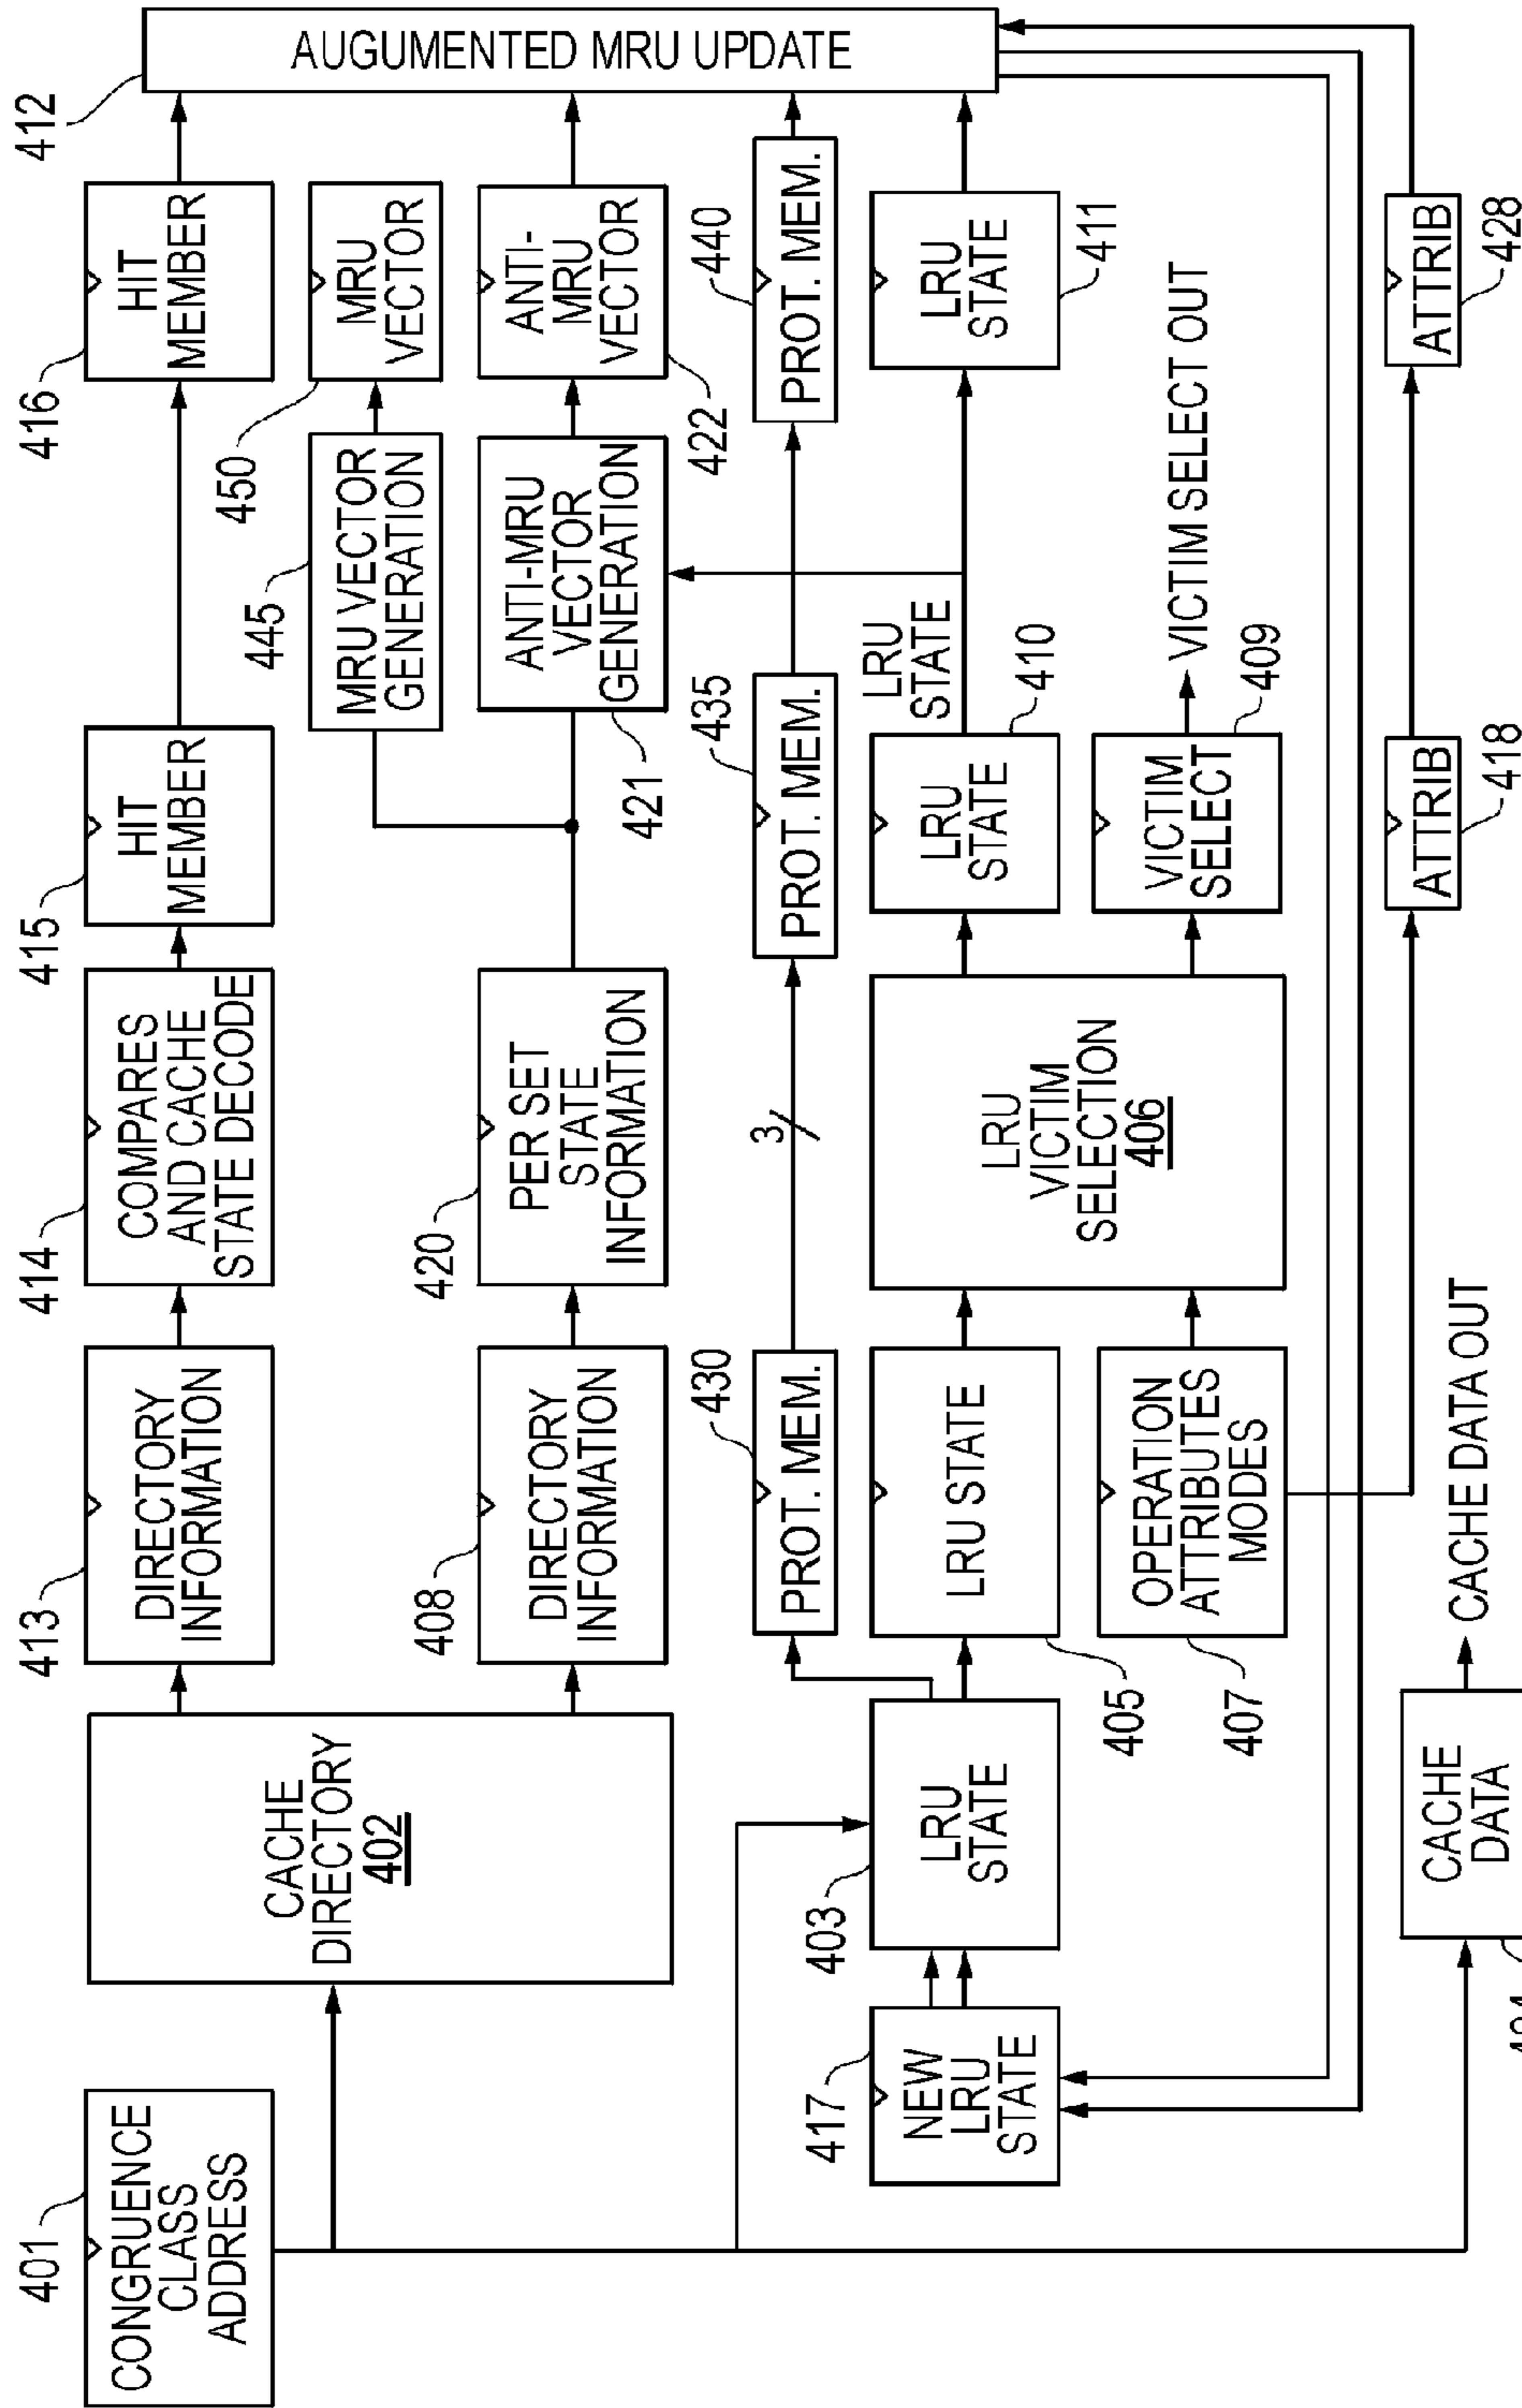 401
CONGRUENCE
CLASS
ADDRESS
CACHE
DIRECTORY
402
413
DIRECTORY
INFORMATION
414
COMPARES
AND CACHE
STATE DECODE
415
HIT
MEMBER
416
HIT
MEMBER
412
AUGUMENTED MRU UPDATE
408
DIRECTORY
INFORMATION
420
PER SET
STATE
INFORMATION
445
MRU VECTOR
GENERATION
450
MRU
VECTOR
421
ANTI-MRU
VECTOR
GENERATION
422
ANTI-
MRU
VECTOR
430
PROT. MEM.
3
435
PROT. MEM.
440
PROT. MEM.
417
NEW
LRU
STATE
403
LRU
STATE
405
LRU STATE
LRU
VICTIM
SELECTION
406
410
LRU
STATE
LRU
STATE
411
LRU
STATE
407
OPERATION
ATTRIBUTES
MODES
409
VICTIM
SELECT
VICTIM SELECT OUT
418
ATTRIB
428
ATTRIB
CACHE
DATA
CACHE DATA OUT